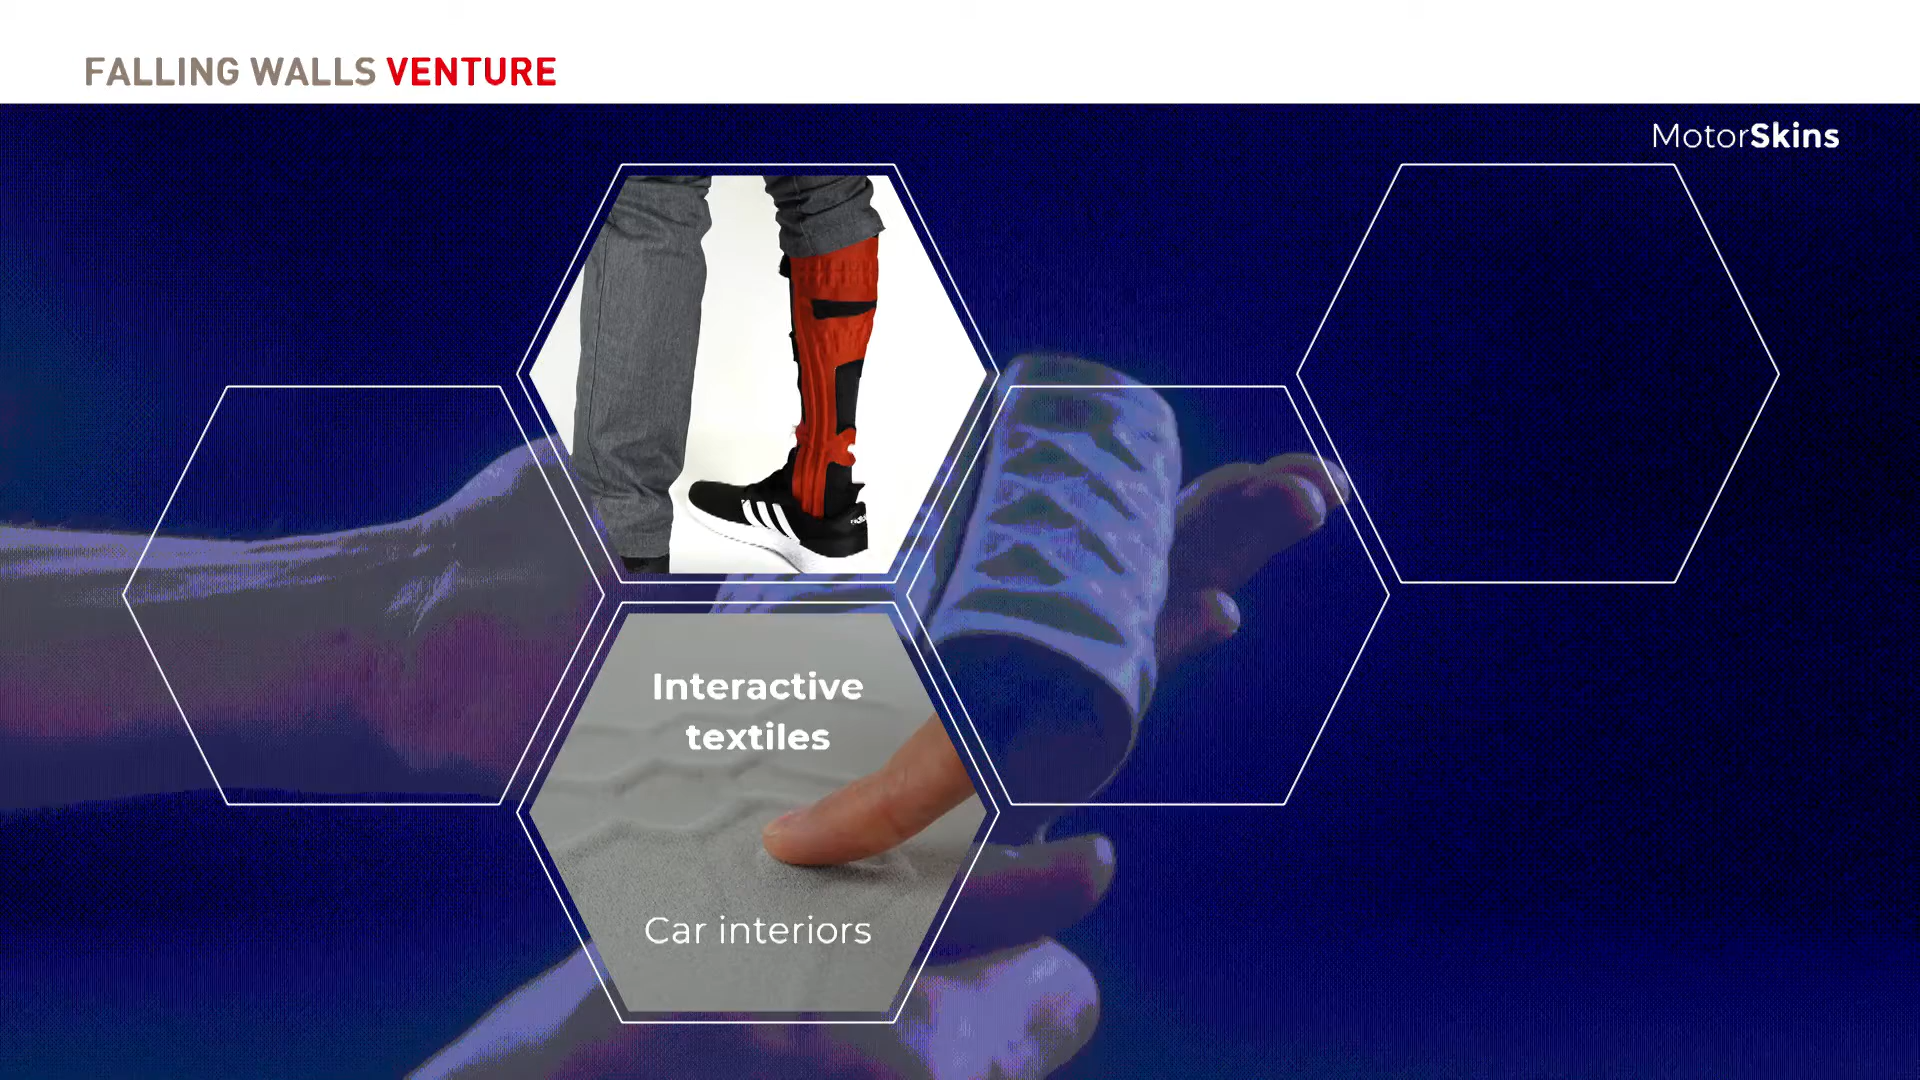 FALLING WALLS VENTURE
MotorSkins
Interactive
textiles
Car interiors